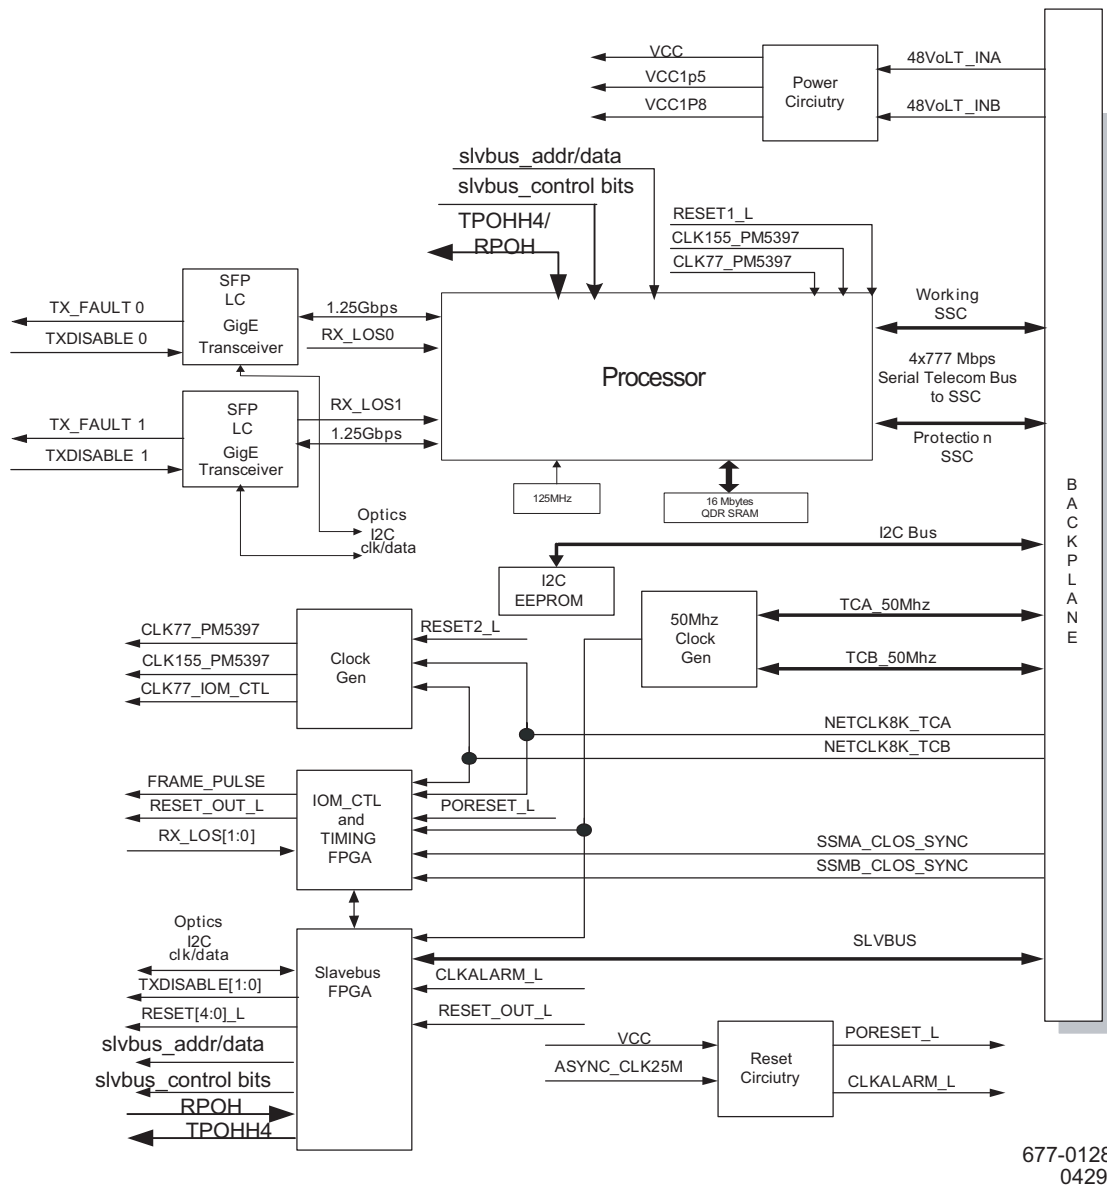 VCC
48VoLT_INA
Power
Circiutry
VCC1p5
VCC1P8
48VoLT_INB
slvbus_addr/data
slvbus_control bits
TPOHH4/
RPOH
RESET1_L
CLK155_PM5397
CLK77_PM5397
SFP
LC
GigE
Transceiver
TX_FAULT 0
TXDISABLE 0
1.25Gbps
RX_LOS0
Processor
Working
SSC
4x777 Mbps
Serial Telecom Bus
to SSC
Protectio n
SSC
SFP
LC
GigE
Transceiver
TX_FAULT 1
TXDISABLE 1
RX_LOS1
1.25Gbps
125MHz
16 Mbytes
QDR SRAM
Optics
I2C
clk/data
I2C Bus
I2C
EEPROM
BACKPLANE
50Mhz
Clock
Gen
TCA_50Mhz
TCB_50Mhz
CLK77_PM5397
CLK155_PM5397
CLK77_IOM_CTL
Clock
Gen
RESET2_L
NETCLK8K_TCA
NETCLK8K_TCB
FRAME_PULSE
RESET_OUT_L
RX_LOS[1:0]
IOM_CTL
and
TIMING
FPGA
PORESET_L
SSMA_CLOS_SYNC
SSMB_CLOS_SYNC
Optics
I2C
clk/data
TXDISABLE[1:0]
RESET[4:0]_L
slvbus_addr/data
slvbus_control bits
RPOH
TPOHH4
Slavebus
FPGA
SLVBUS
CLKALARM_L
RESET_OUT_L
VCC
ASYNC_CLK25M
Reset
Circiutry
PORESET_L
CLKALARM_L
677-0128
0429